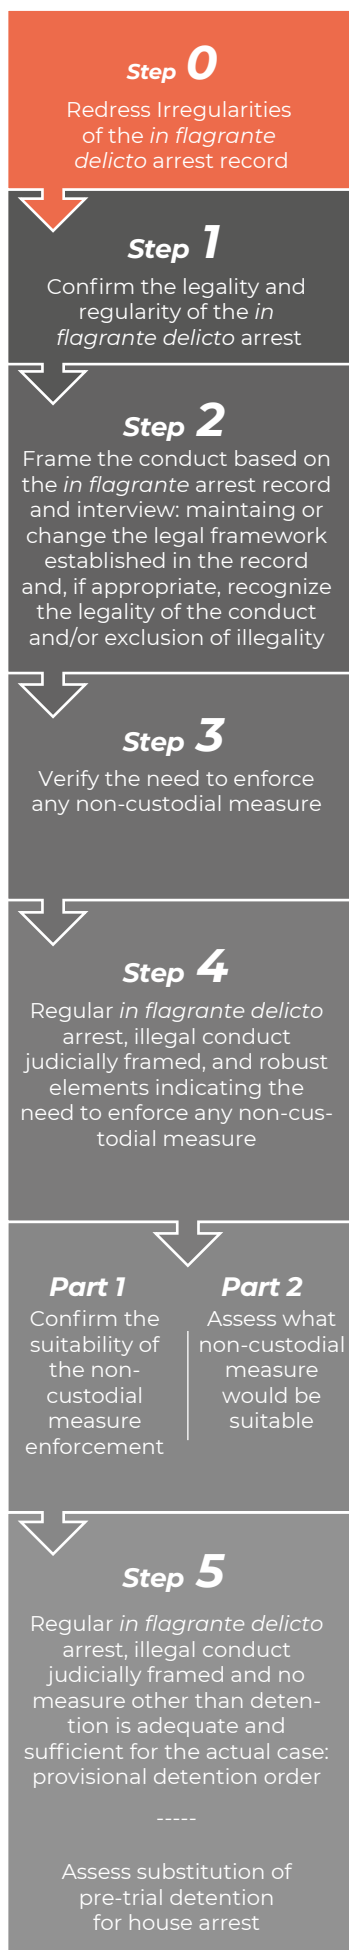 Step 0
Redress Irregularities
of the in flagrante
delicto arrest record
Step 1
Confirm the legality and
regularity of the in
flagrante delicto arrest
Step 2
Frame the conduct based on
the in flagrante arrest record
and interview: maintaing or
change the legal framework
established in the record
and, if appropriate, recognize
the legality of the conduct
and/or exclusion of illegality
Step 3
Verify the need to enforce
any non-custodial measure
Step 4
Regular in flagrante delicto
arrest, illegal conduct
judicially framed, and robust
elements indicating the
need to enforce any non-cus-
todial measure
Part 1
Confirm the
suitability of
the non-
custodial
measure
enforcement
Part 2
Assess what
non-custodial
measure
would be
suitable
Step 5
Regular in flagrante delicto
arrest, illegal conduct
judicially framed and no
measure other than deten-
tion is adequate and
sufficient for the actual case:
provisional detention order
-----
Assess substitution of
pre-trial detention
for house arrest